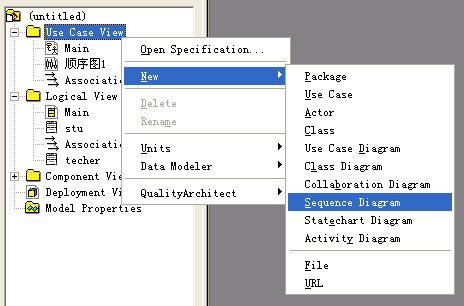 (untitled)
Use Case View
Main
顺序图1
Associatio
Logical View
Main
stu
Associatio
techer
Component V
Deployment V
Model Properties
Open Specification...
New
Delete
Rename
Units
Data Modeler
QualityArchitect
Package
Use Case
Actor
Class
Use Case Diagram
Class Diagram
Collaboration Diagram
Sequence Diagram
Statechart Diagram
Activity Diagram
File
URL